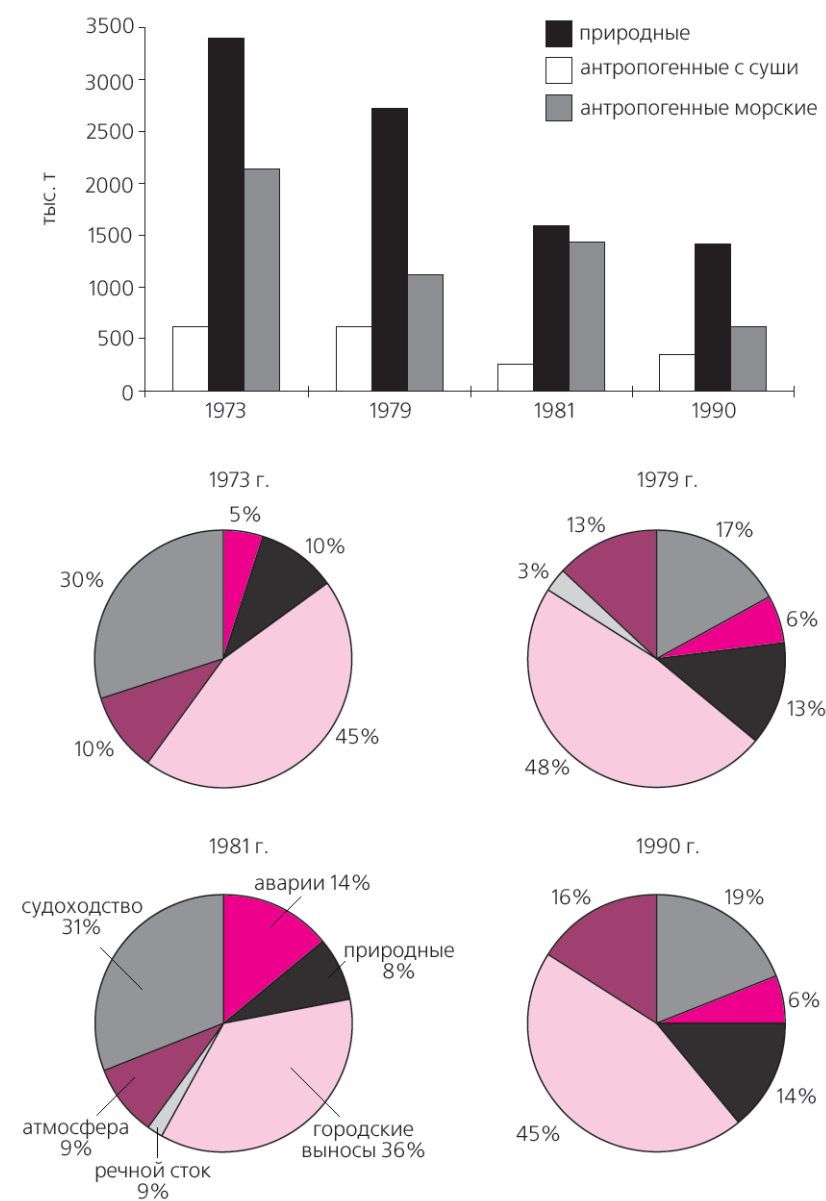 3500
3000
2500
2000
1500
1000
500
0
тыс. т
природные
антропогенные с суши
антропогенные морские
1973
1979
1981
1990
1973 г.
5%
10%
30%
45%
10%
1979 г.
13%
17%
3%
6%
13%
48%
1981 г.
аварии 14%
судоходство
31%
природные
8%
атмосфера
9%
речной сток
9%
городские
выносы 36%
1990 г.
16%
19%
6%
14%
45%